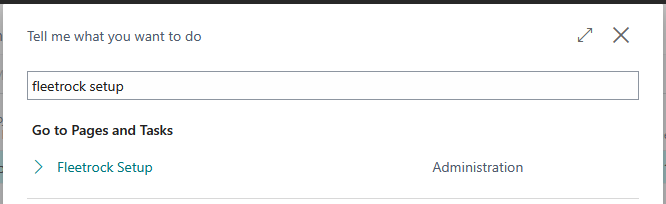 Tell me what you want to do
fleetrock setup
Go to Pages and Tasks
Fleetrock Setup Administration